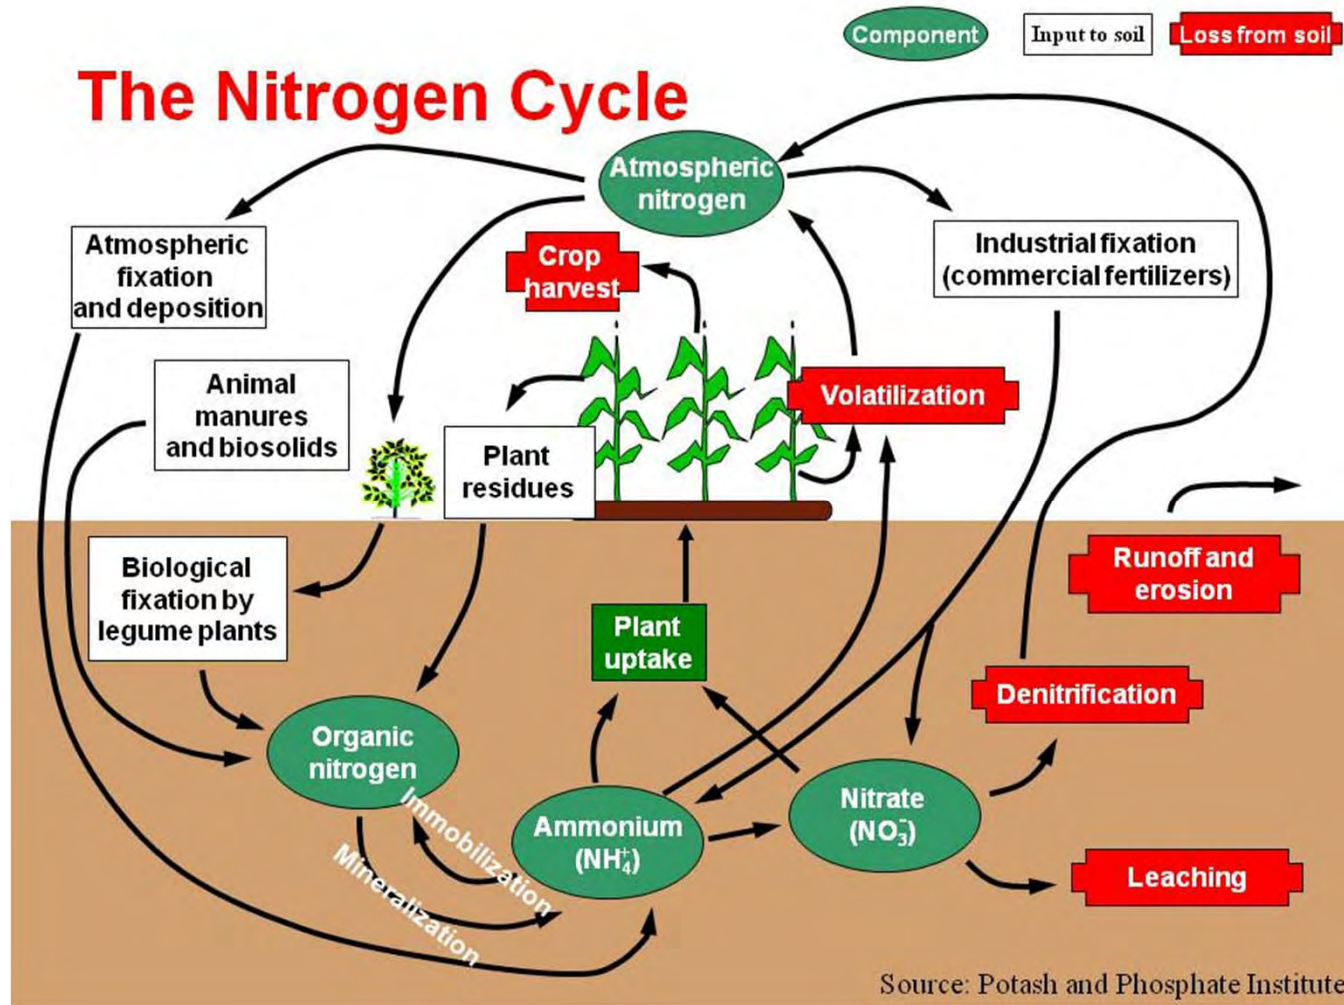 Component
Input to soil
Loss from soil
The Nitrogen Cycle
Atmospheric
nitrogen
Atmospheric
fixation
and deposition
Crop
harvest
Industrial fixation
(commercial fertilizers)
Animal
manures
and biosolids
Volatilization
Plant
residues
Biological
fixation by
legume plants
Runoff and
erosion
Plant
uptake
Denitrification
Organic
nitrogen
Immobilization
Mineralization
Ammonium
(NH₄⁺)
Nitrate
(NO₃⁻)
Leaching
Source: Potash and Phosphate Institute